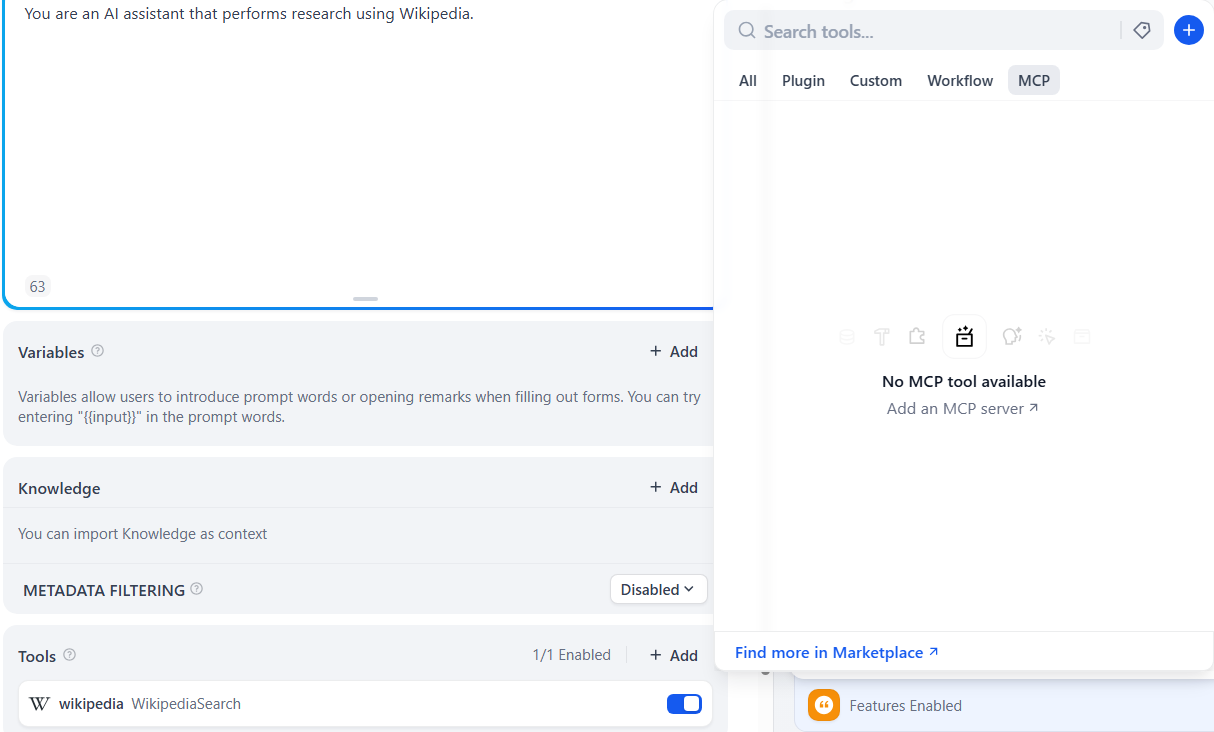 You are an AI assistant that performs research using Wikipedia.
63
Variables
+ Add
Variables allow users to introduce prompt words or opening remarks when filling out forms. You can try
entering "{{input}}" in the prompt words.
Knowledge
+ Add
You can import Knowledge as context
METADATA FILTERING
Disabled
Tools
1/1 Enabled
+ Add
wikipedia WikipediaSearch
Search tools...
All Plugin Custom Workflow MCP
No MCP tool available
Add an MCP server
Find more in Marketplace
Features Enabled